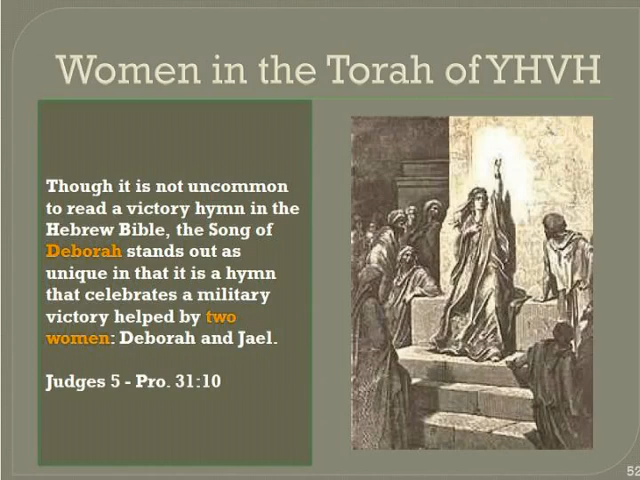 Women in the Torah of YHVH
Though it is not uncommon
to read a victory hymn in the
Hebrew Bible, the Song of
Deborah stands out as
unique in that it is a hymn
that celebrates a military
victory helped by two
women: Deborah and Jael.
Judges 5 - Pro. 31:10
52